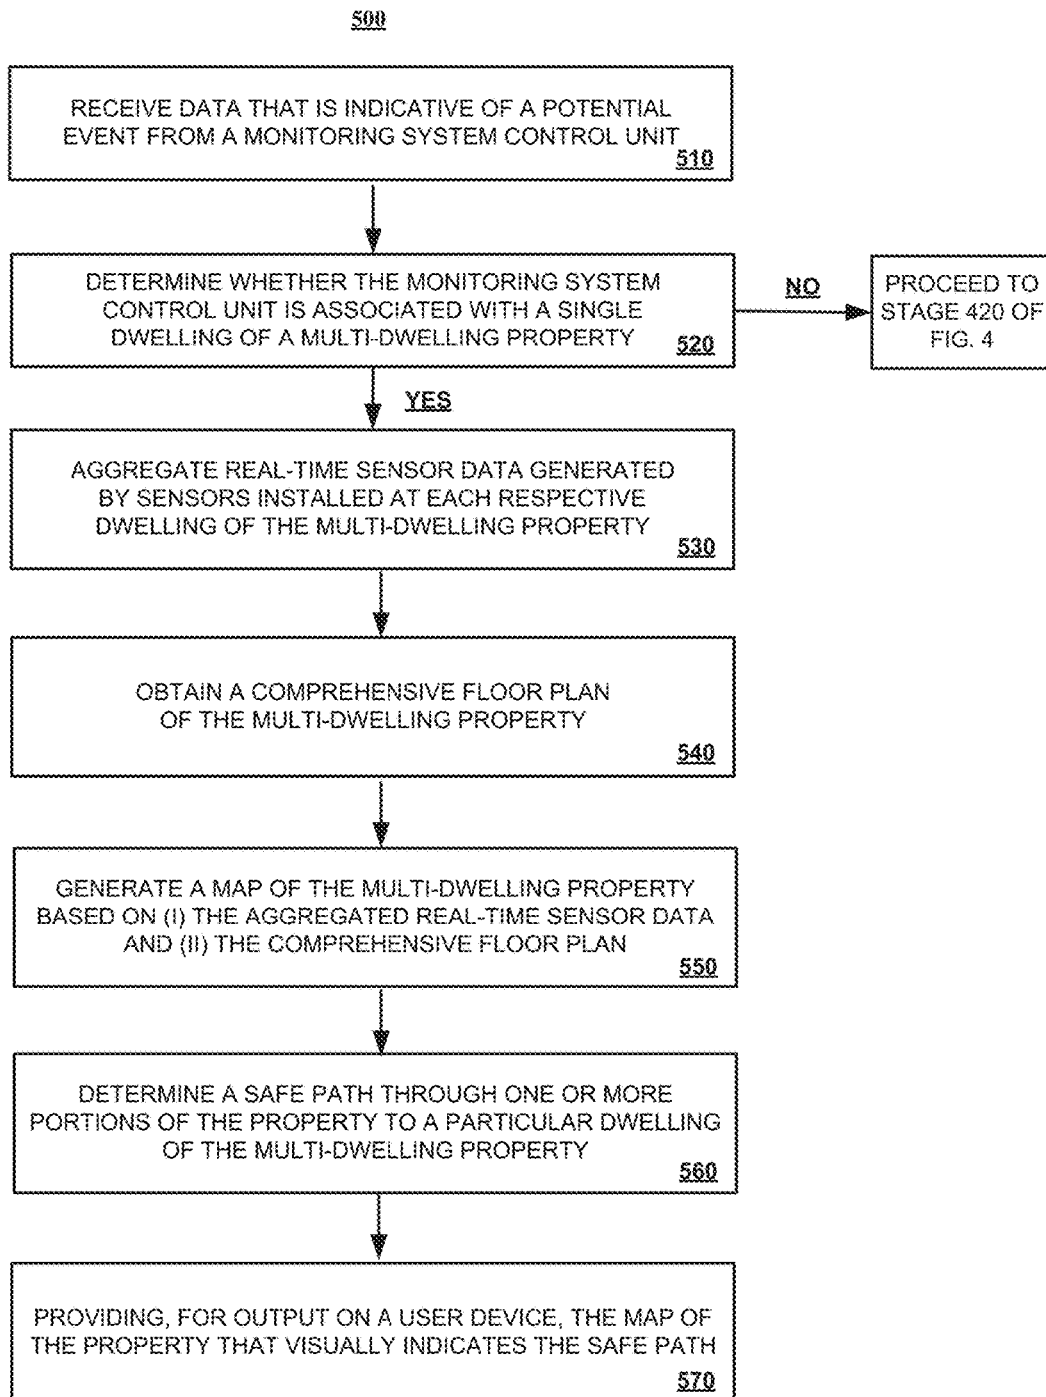 500
RECEIVE DATA THAT IS INDICATIVE OF A POTENTIAL
EVENT FROM A MONITORING SYSTEM CONTROL UNIT
510
DETERMINE WHETHER THE MONITORING SYSTEM
CONTROL UNIT IS ASSOCIATED WITH A SINGLE
DWELLING OF A MULTI-DWELLING PROPERTY
520
NO
PROCEED TO
STAGE 420 OF
FIG. 4
YES
AGGREGATE REAL-TIME SENSOR DATA GENERATED
BY SENSORS INSTALLED AT EACH RESPECTIVE
DWELLING OF THE MULTI-DWELLING PROPERTY
530
OBTAIN A COMPREHENSIVE FLOOR PLAN
OF THE MULTI-DWELLING PROPERTY
540
GENERATE A MAP OF THE MULTI-DWELLING PROPERTY
BASED ON (I) THE AGGREGATED REAL-TIME SENSOR DATA
AND (II) THE COMPREHENSIVE FLOOR PLAN
550
DETERMINE A SAFE PATH THROUGH ONE OR MORE
PORTIONS OF THE PROPERTY TO A PARTICULAR DWELLING
OF THE MULTI-DWELLING PROPERTY
560
PROVIDING, FOR OUTPUT ON A USER DEVICE, THE MAP OF
THE PROPERTY THAT VISUALLY INDICATES THE SAFE PATH
570